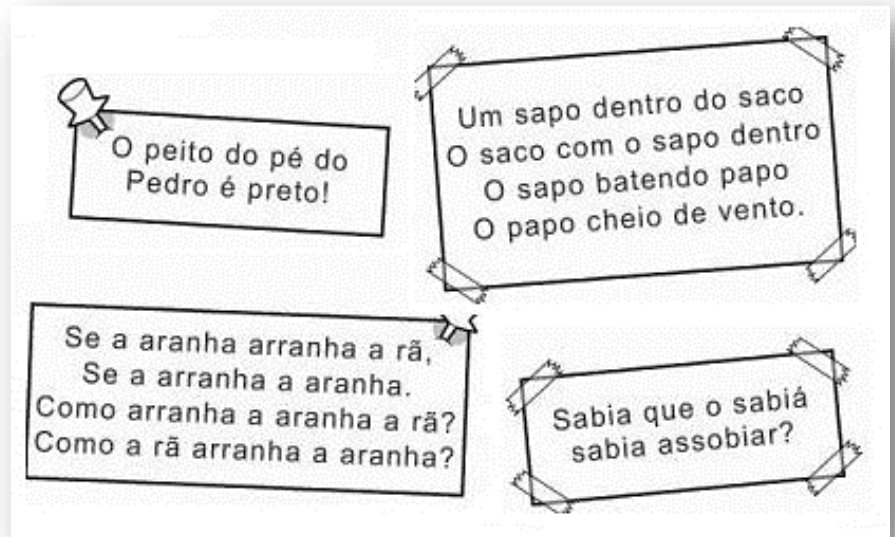 O peito do pé do
Pedro é preto!
Um sapo dentro do saco
O saco com o sapo dentro
O sapo batendo papo
O papo cheio de vento.
Se a aranha arranha a rã,
Se a arranha a aranha.
Como arranha a aranha a rã?
Como a rã arranha a aranha?
Sabia que o sabiá
sabia assobiar?